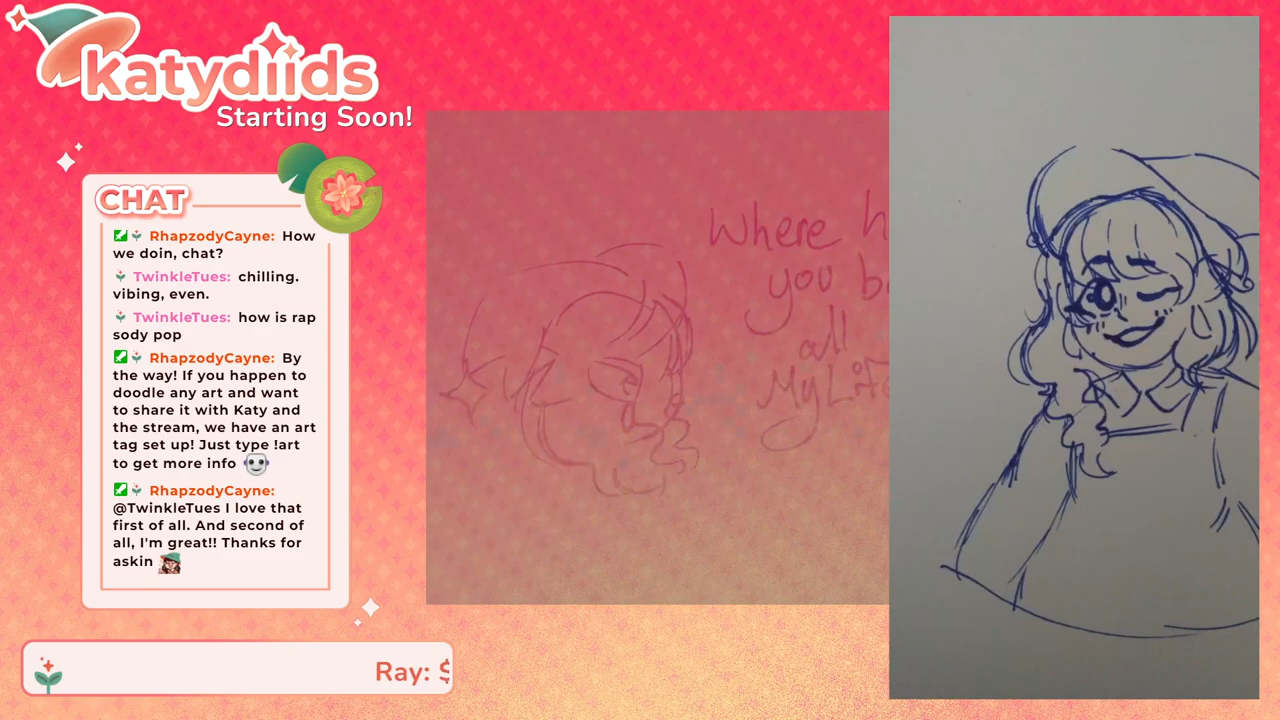 Katydiids
Starting Soon!
CHAT
RhapzodyCayne: How
we doin, chat?
TwinkleTues: chilling.
vibing, even.
TwinkleTues: how is rap
sody pop
RhapzodyCayne: By
the way! If you happen to
doodle any art and want
to share it with Katy and
the stream, we have an art
tag set up! Just type !art
to get more info
RhapzodyCayne:
@TwinkleTues I love that
first of all. And second of
all, I'm great!! Thanks for
askin
Ray: $
Where h
you b
all
My Life